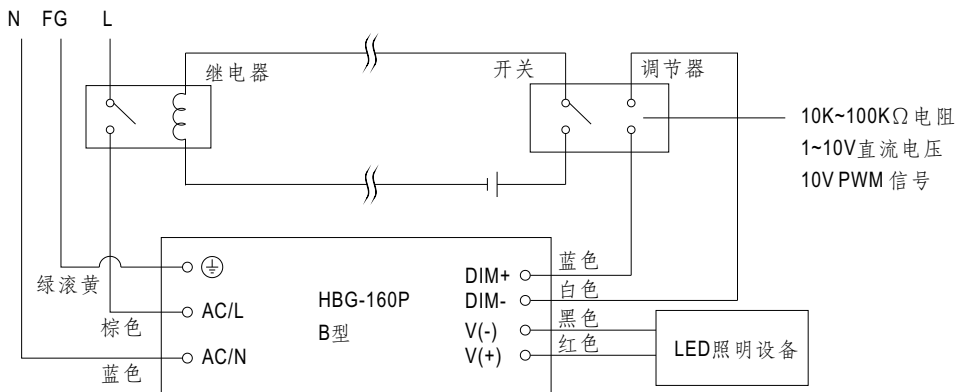 N FG L
继电器
开关
调节器
10K~100KΩ电阻
1~10V直流电压
10V PWM 信号
绿滚黄
棕色
蓝色
AC/L
AC/N
HBG-160P
B型
DIM+
DIM-
V(-)
V(+)
蓝色
白色
黑色
红色
LED照明设备